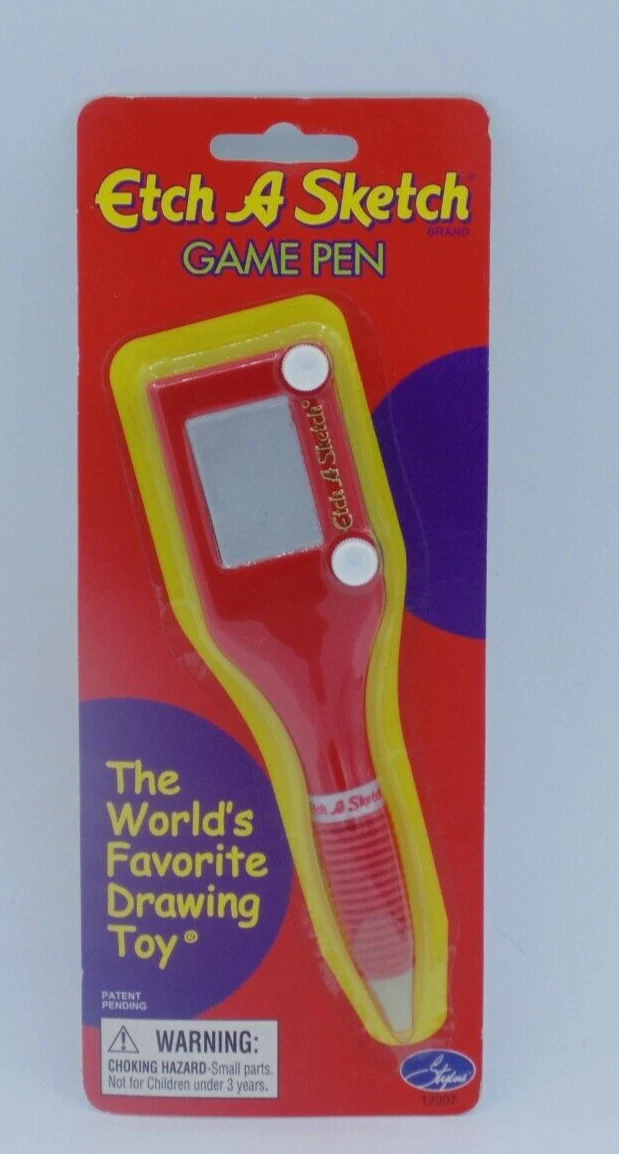 Etch A Sketch®
BRAND
GAME PEN
Etch A Sketch®
Etch A Sketch
The
World's
Favorite
Drawing
Toy®
PATENT
PENDING
WARNING:
CHOKING HAZARD-Small parts.
Not for Children under 3 years.